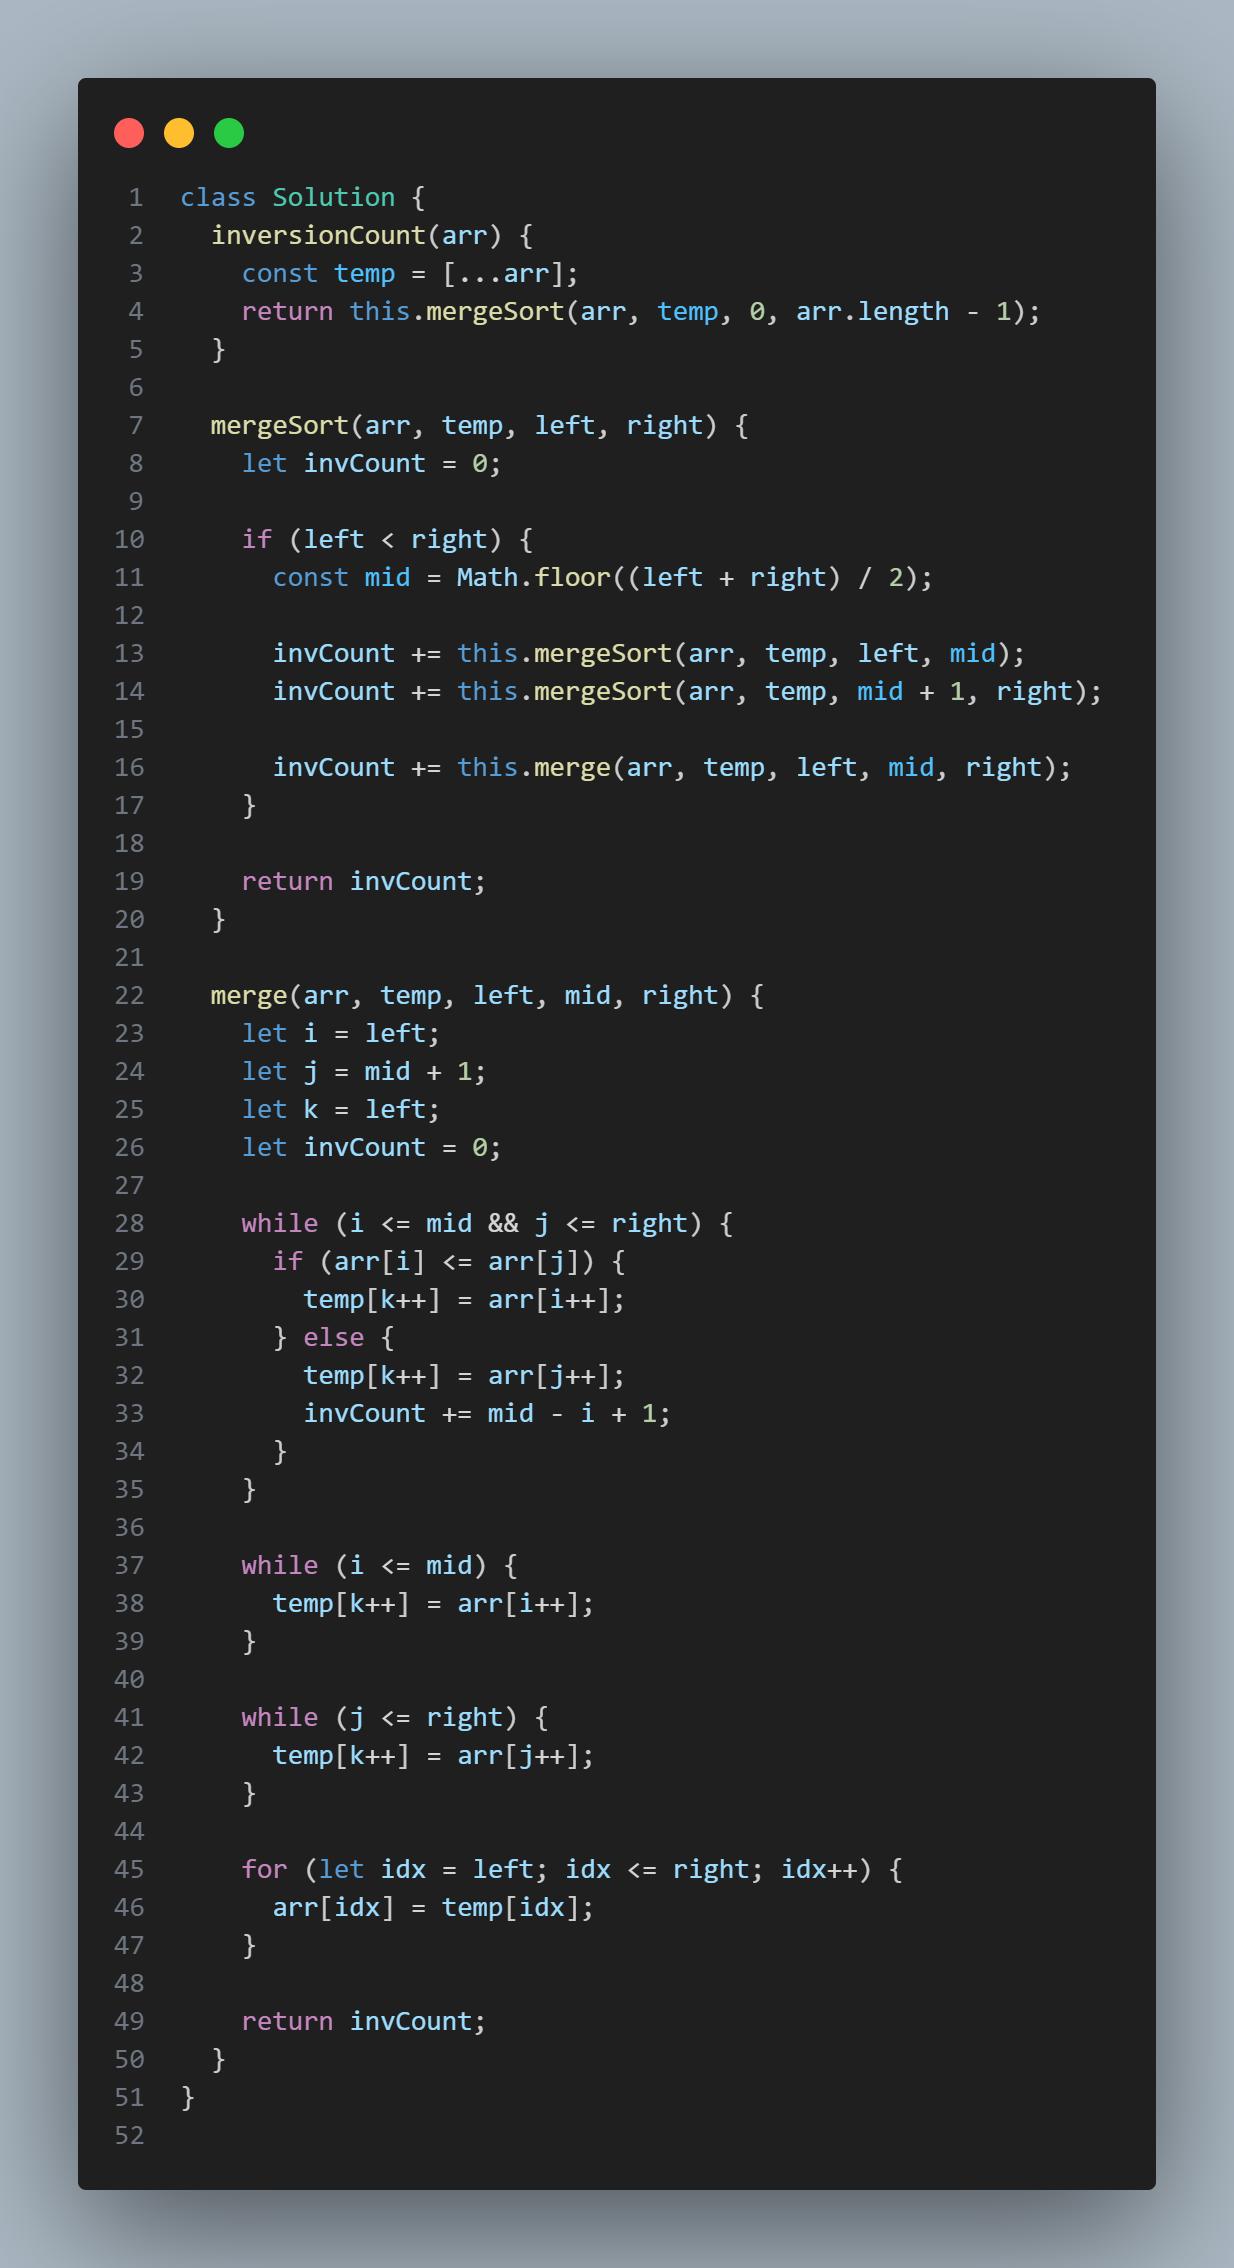 1 class Solution {
2   inversionCount(arr) {
3     const temp = [...arr];
4     return this.mergeSort(arr, temp, 0, arr.length - 1);
5   }
6
7   mergeSort(arr, temp, left, right) {
8     let invCount = 0;
9
10     if (left < right) {
11       const mid = Math.floor((left + right) / 2);
12
13       invCount += this.mergeSort(arr, temp, left, mid);
14       invCount += this.mergeSort(arr, temp, mid + 1, right);
15
16       invCount += this.merge(arr, temp, left, mid, right);
17     }
18
19     return invCount;
20   }
21
22   merge(arr, temp, left, mid, right) {
23     let i = left;
24     let j = mid + 1;
25     let k = left;
26     let invCount = 0;
27
28     while (i <= mid && j <= right) {
29       if (arr[i] <= arr[j]) {
30         temp[k++] = arr[i++];
31       } else {
32         temp[k++] = arr[j++];
33         invCount += mid - i + 1;
34       }
35     }
36
37     while (i <= mid) {
38       temp[k++] = arr[i++];
39     }
40
41     while (j <= right) {
42       temp[k++] = arr[j++];
43     }
44
45     for (let idx = left; idx <= right; idx++) {
46       arr[idx] = temp[idx];
47     }
48
49     return invCount;
50   }
51 }
52